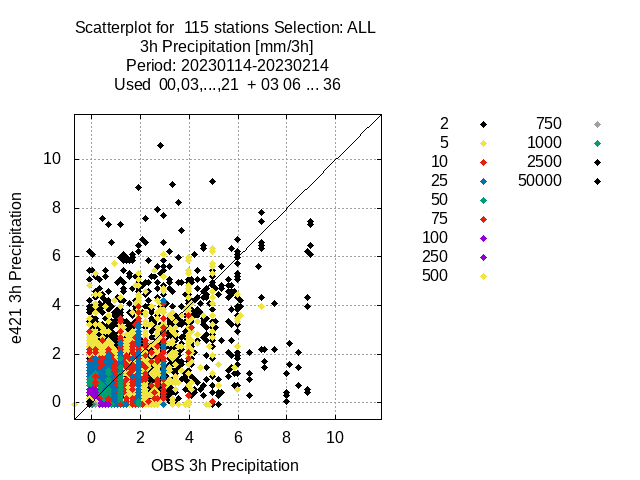 Scatterplot for  115 stations Selection: ALL
3h Precipitation [mm/3h]
Period: 20230114-20230214
Used  00,03,...,21  + 03 06 ... 36
2 750
5 1000
10 2500
25 50000
50
75
100
250
500
e421 3h Precipitation
10
8
6
4
2
0
0 2 4 6 8 10
OBS 3h Precipitation